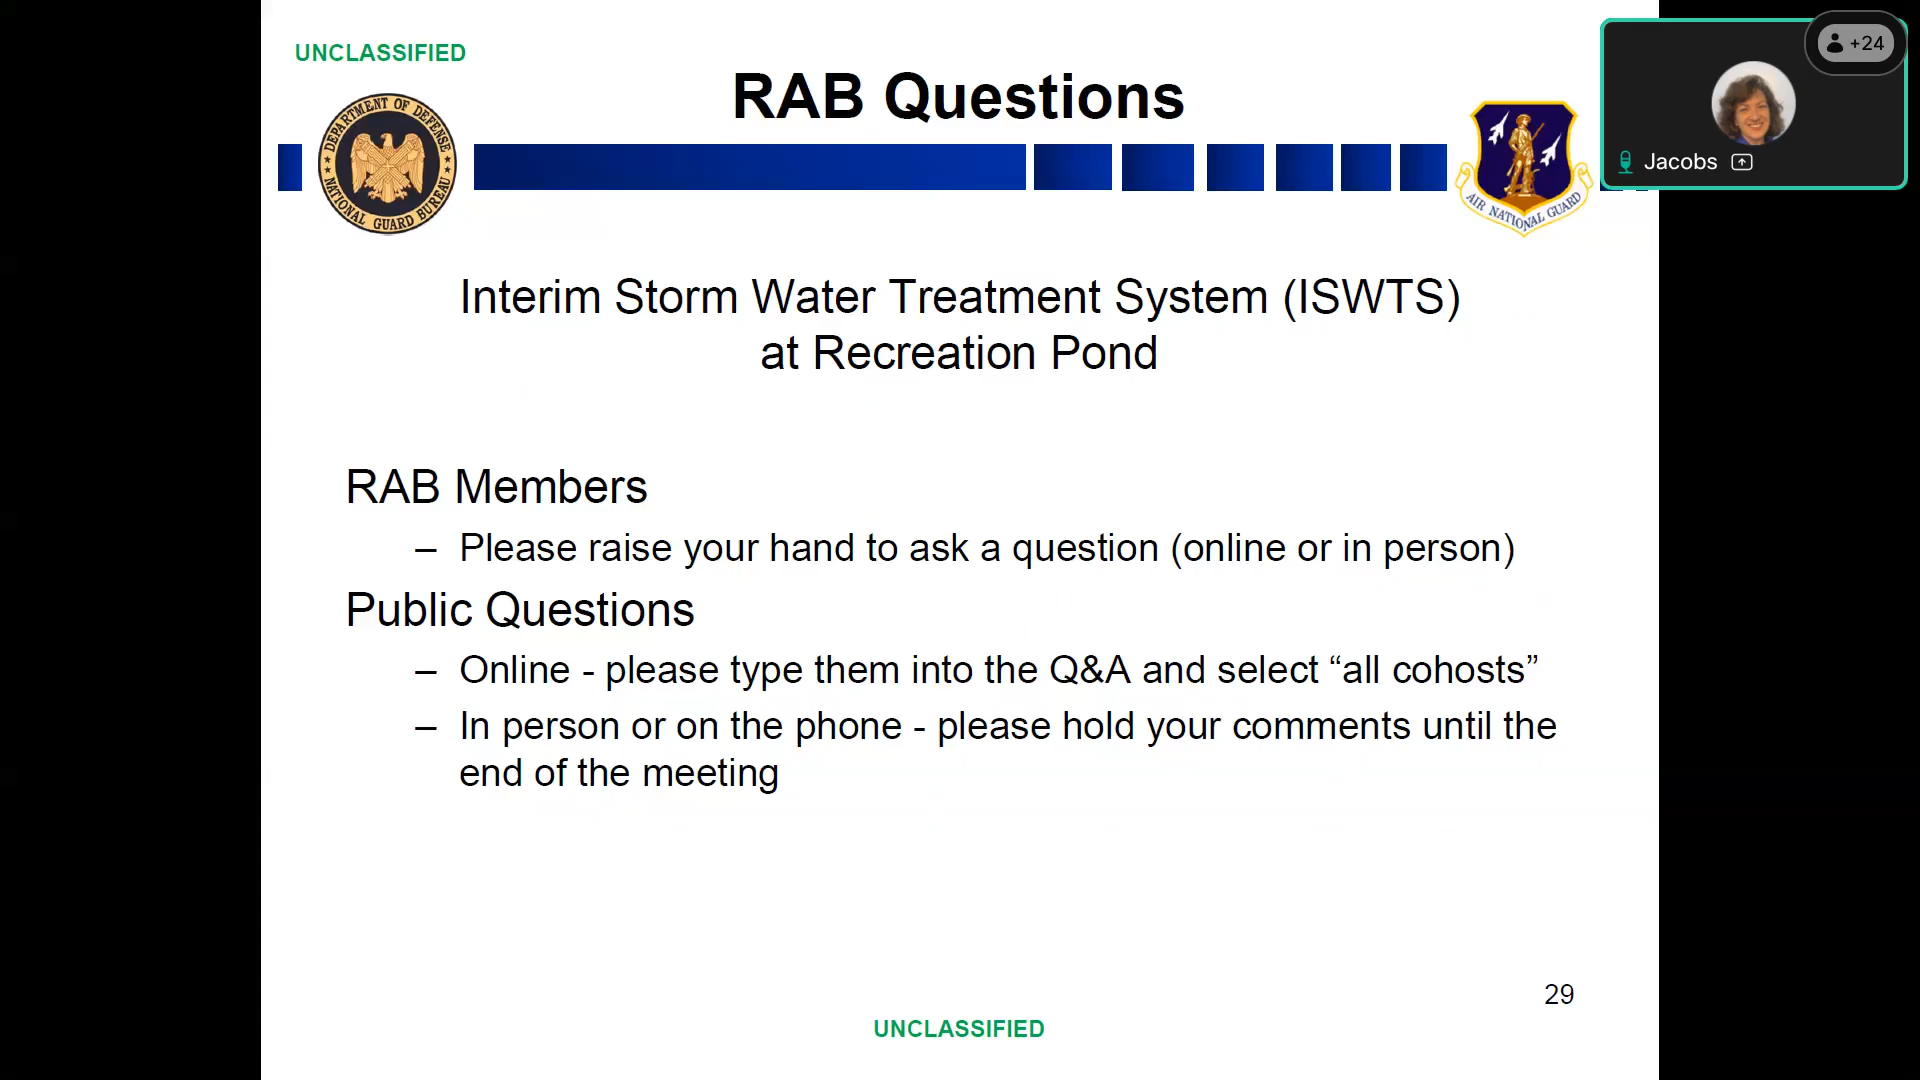 UNCLASSIFIED
RAB Questions
DEPARTMENT OF DEFENSE
NATIONAL GUARD BUREAU
AIR NATIONAL GUARD
+24
Jacobs
Interim Storm Water Treatment System (ISWTS)
at Recreation Pond
RAB Members
– Please raise your hand to ask a question (online or in person)
Public Questions
– Online - please type them into the Q&A and select “all cohosts”
– In person or on the phone - please hold your comments until the
end of the meeting
29
UNCLASSIFIED